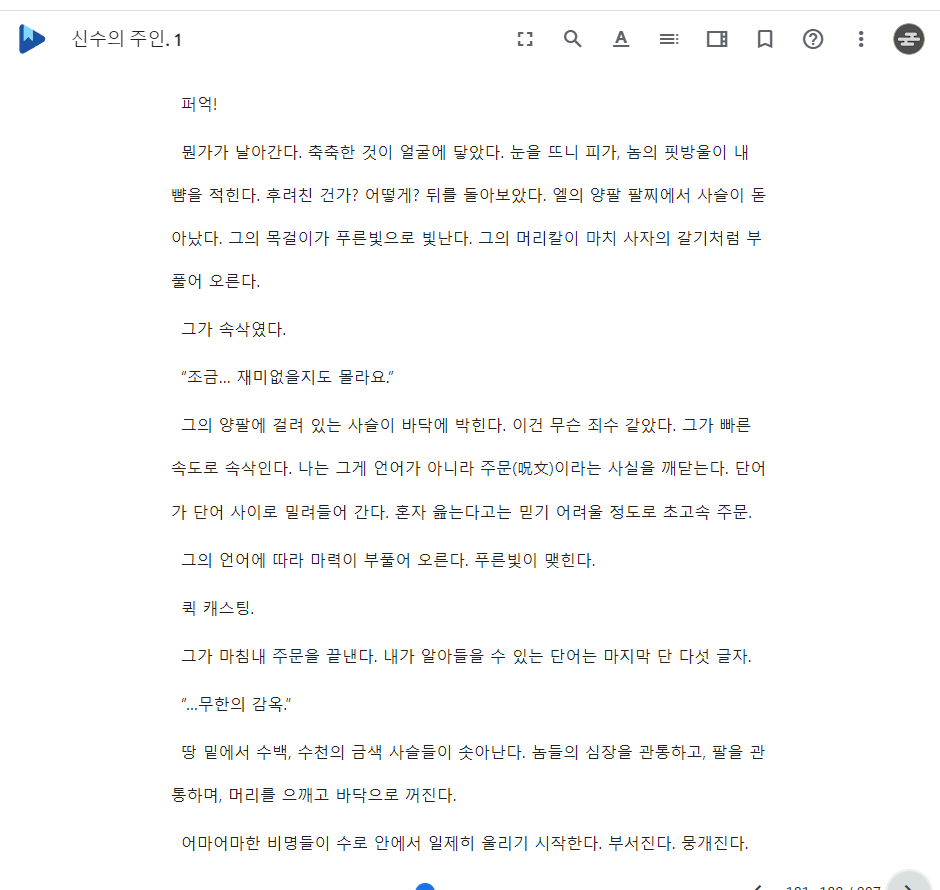 신수의 주인. 1
퍼억!
뭔가가 날아간다. 축축한 것이 얼굴에 닿았다. 눈을 뜨니 피가, 놈의 핏방울이 내
뺨을 적힌다. 후려친 건가? 어떻게? 뒤를 돌아보았다. 엘의 양팔 팔찌에서 사슬이 돋
아났다. 그의 목걸이가 푸른빛으로 빛난다. 그의 머리칼이 마치 사자의 갈기처럼 부
풀어 오른다.
그가 속삭였다.
“조금... 재미없을지도 몰라요.”
그의 양팔에 걸려 있는 사슬이 바닥에 박힌다. 이건 무슨 죄수 같았다. 그가 빠른
속도로 속삭인다. 나는 그게 언어가 아니라 주문(呪文)이라는 사실을 깨닫는다. 단어
가 단어 사이로 밀려들어 간다. 혼자 읊는다고는 믿기 어려울 정도로 초고속 주문.
그의 언어에 따라 마력이 부풀어 오른다. 푸른빛이 맺힌다.
퀵 캐스팅.
그가 마침내 주문을 끝낸다. 내가 알아들을 수 있는 단어는 마지막 단 다섯 글자.
“...무한의 감옥.”
땅 밑에서 수백, 수천의 금색 사슬들이 솟아난다. 놈들의 심장을 관통하고, 팔을 관
통하며, 머리를 으깨고 바닥으로 꺼진다.
어마어마한 비명들이 수로 안에서 일제히 울리기 시작한다. 부서진다. 뭉개진다.